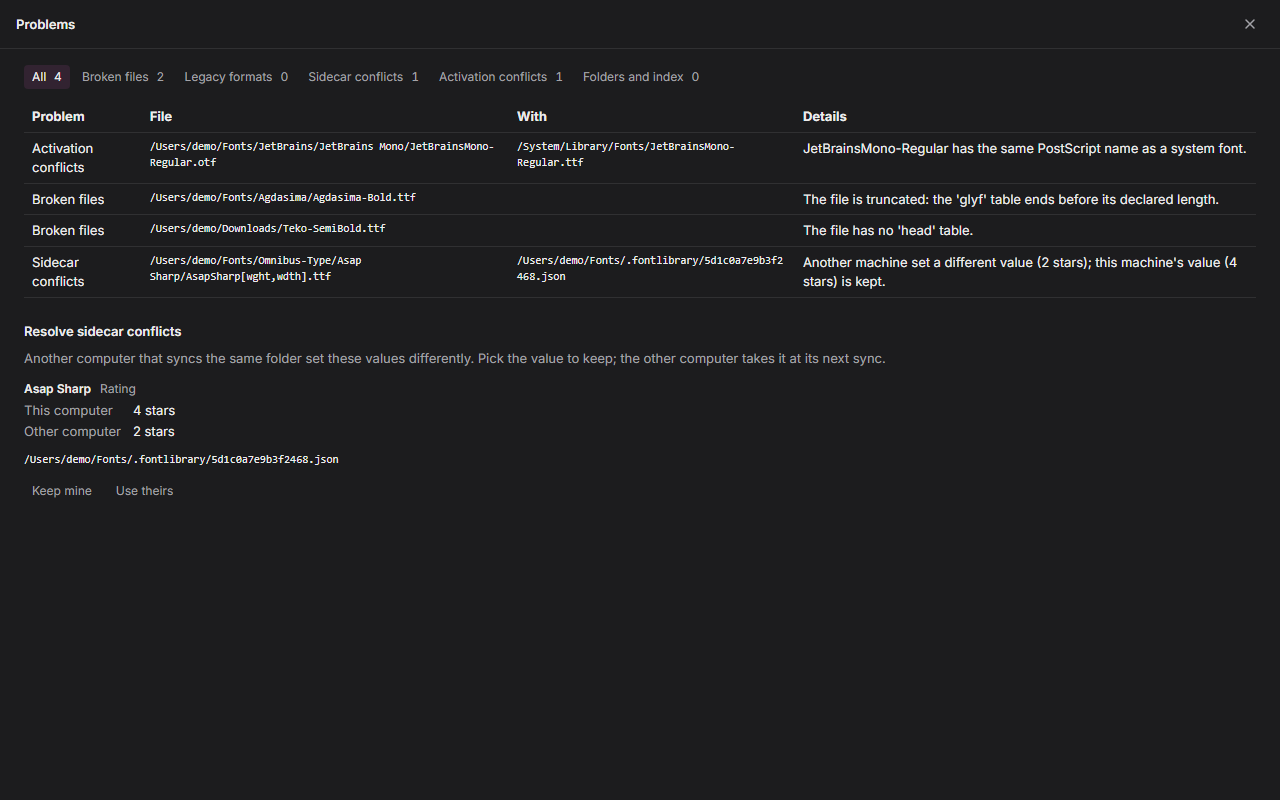 Problems
All 4 Broken files 2 Legacy formats 0 Sidecar conflicts 1 Activation conflicts 1 Folders and index 0
Problem File With Details
Activation conflicts /Users/demo/Fonts/JetBrains/JetBrains Mono/JetBrainsMono-Regular.otf /System/Library/Fonts/JetBrainsMono-Regular.ttf JetBrainsMono-Regular has the same PostScript name as a system font.
Broken files /Users/demo/Fonts/Agdasima/Agdasima-Bold.ttf The file is truncated: the 'glyf' table ends before its declared length.
Broken files /Users/demo/Downloads/Teko-SemiBold.ttf The file has no 'head' table.
Sidecar conflicts /Users/demo/Fonts/Omnibus-Type/Asap Sharp/AsapSharp[wght,wdth].ttf /Users/demo/Fonts/.fontlibrary/5d1c0a7e9b3f2468.json Another machine set a different value (2 stars); this machine's value (4 stars) is kept.
Resolve sidecar conflicts
Another computer that syncs the same folder set these values differently. Pick the value to keep; the other computer takes it at its next sync.
Asap Sharp Rating
This computer 4 stars
Other computer 2 stars
/Users/demo/Fonts/.fontlibrary/5d1c0a7e9b3f2468.json
Keep mine Use theirs